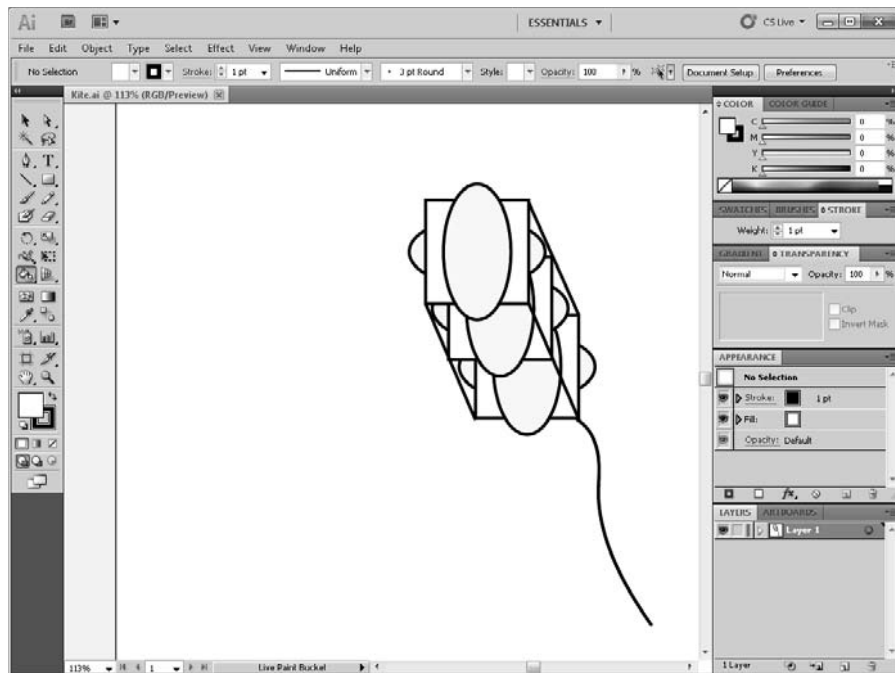 Ai Br ESSENTIALS CS Live
File Edit Object Type Select Effect View Window Help
No Selection Stroke: 1 pt Uniform 3 pt Round Style: Opacity: 100 % Document Setup Preferences
Kite.ai @ 113% (RGB/Preview)
COLOR COLOR GUIDE
C 0 %
M 0 %
Y 0 %
K 0 %
SWATCHES BRUSHES STROKE
Weight: 1 pt
GRADIENT TRANSPARENCY
Normal Opacity: 100 %
Clip
Invert Mask
APPEARANCE
No Selection
Stroke: 1 pt
Fill:
Opacity: Default
fx
LAYERS ARTBOARDS
Layer 1
113% 1 Live Paint Bucket 1 Layer